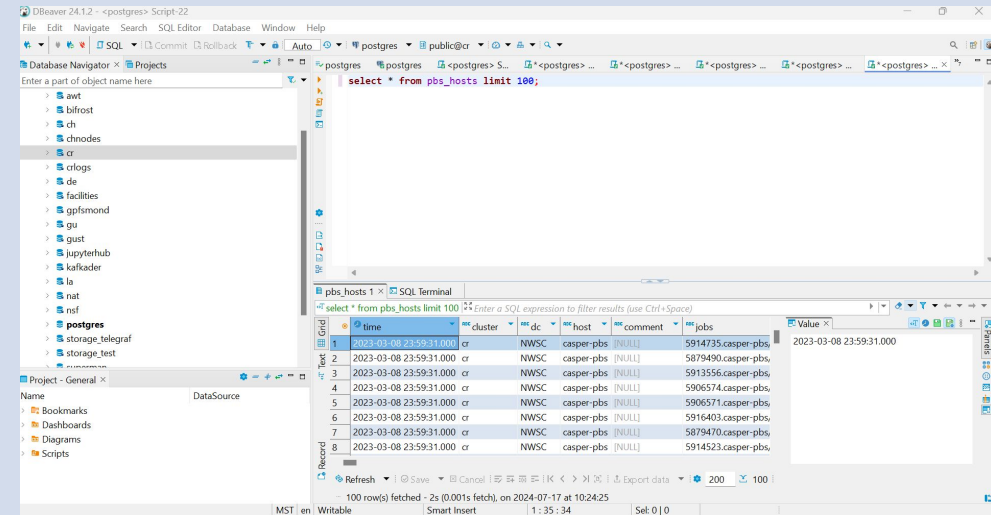 DBeaver 24.1.2 - <postgres> Script-22
File Edit Navigate Search SQL Editor Database Window Help
SQL Commit Rollback T Auto postgres public@cr
Database Navigator × Projects
Enter a part of object name here
awt
bifrost
ch
chnodes
cr
crlogs
de
facilities
gpfsmond
gu
gust
jupyterhub
kafkader
la
nat
nsf
postgres
storage_telegraf
storage_test
Project - General ×
Name DataSource
Bookmarks
Dashboards
Diagrams
Scripts
postgres postgres <postgres> S... *<postgres> ... *<postgres> ... *<postgres> ... *<postgres> ... *<postgres> ... ×
select * from pbs_hosts limit 100;
pbs_hosts 1 × SQL Terminal
select * from pbs_hosts limit 100 Enter a SQL expression to filter results (use Ctrl+Space)
Grid
Text
Record
time cluster dc host comment jobs
1 2023-03-08 23:59:31.000 cr NWSC casper-pbs [NULL] 5914735.casper-pbs,
2 2023-03-08 23:59:31.000 cr NWSC casper-pbs [NULL] 5879490.casper-pbs,
3 2023-03-08 23:59:31.000 cr NWSC casper-pbs [NULL] 5913556.casper-pbs,
4 2023-03-08 23:59:31.000 cr NWSC casper-pbs [NULL] 5906574.casper-pbs,
5 2023-03-08 23:59:31.000 cr NWSC casper-pbs [NULL] 5906571.casper-pbs,
6 2023-03-08 23:59:31.000 cr NWSC casper-pbs [NULL] 5916403.casper-pbs,
7 2023-03-08 23:59:31.000 cr NWSC casper-pbs [NULL] 5879470.casper-pbs,
8 2023-03-08 23:59:31.000 cr NWSC casper-pbs [NULL] 5914523.casper-pbs,
Value ×
2023-03-08 23:59:31.000
Panels
Refresh Save Cancel Export data 200 100
100 row(s) fetched - 2s (0.001s fetch), on 2024-07-17 at 10:24:25
MST en Writable Smart Insert 1 : 35 : 34 Sel: 0 | 0